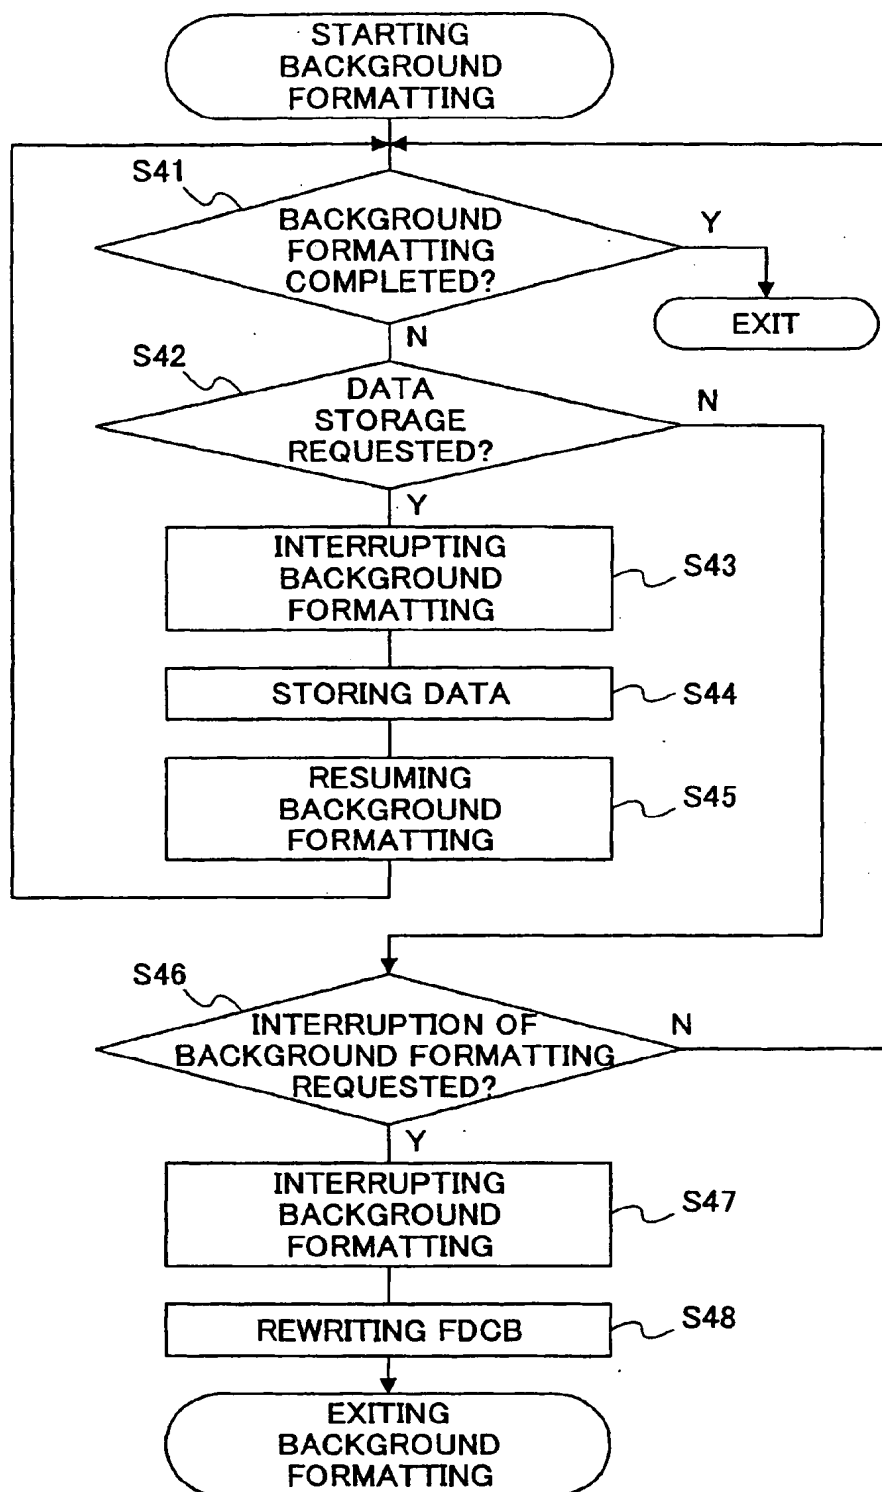 STARTING
BACKGROUND
FORMATTING
S41
BACKGROUND
FORMATTING
COMPLETED?
Y
EXIT
N
S42
DATA
STORAGE
REQUESTED?
N
Y
INTERRUPTING
BACKGROUND
FORMATTING
S43
STORING DATA
S44
RESUMING
BACKGROUND
FORMATTING
S45
S46
INTERRUPTION OF
BACKGROUND FORMATTING
REQUESTED?
N
Y
INTERRUPTING
BACKGROUND
FORMATTING
S47
REWRITING FDCB
S48
EXITING
BACKGROUND
FORMATTING